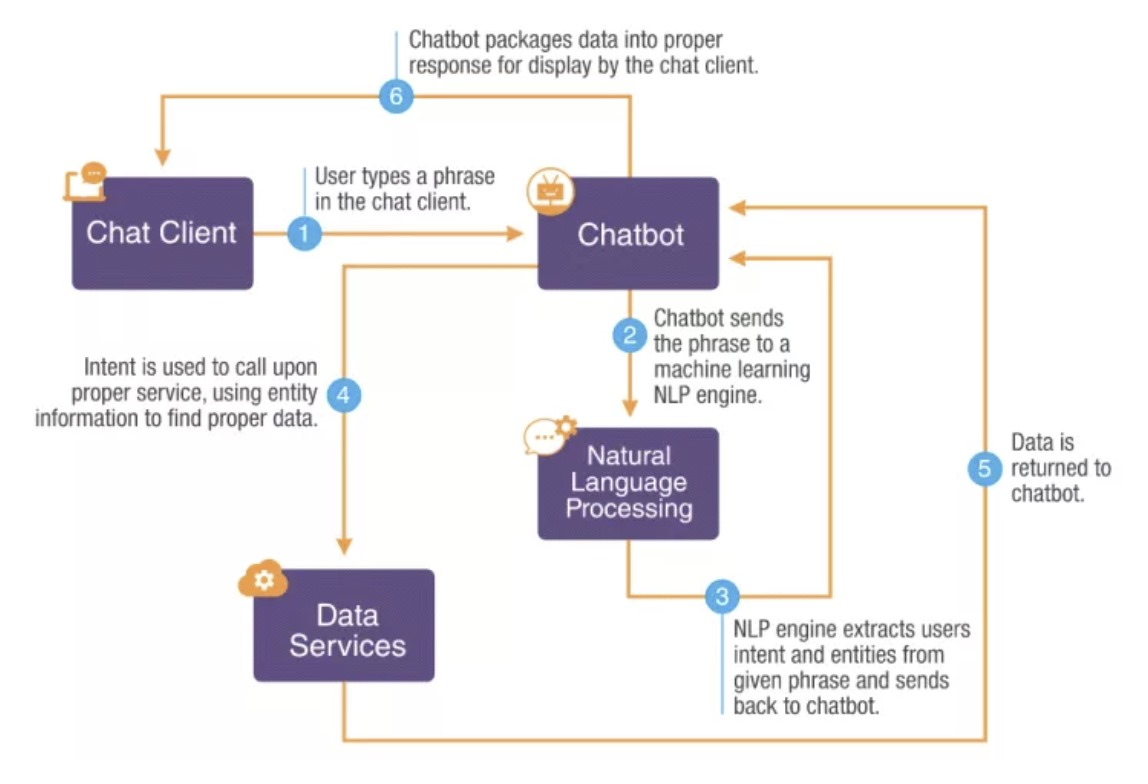 Chatbot packages data into proper
response for display by the chat client.
6
User types a phrase
in the chat client.
Chat Client
1
Chatbot
2
Chatbot sends
the phrase to a
machine learning
NLP engine.
Intent is used to call upon
proper service, using entity
information to find proper data.
4
Natural
Language
Processing
5
Data is
returned to
chatbot.
Data
Services
3
NLP engine extracts users
intent and entities from
given phrase and sends
back to chatbot.